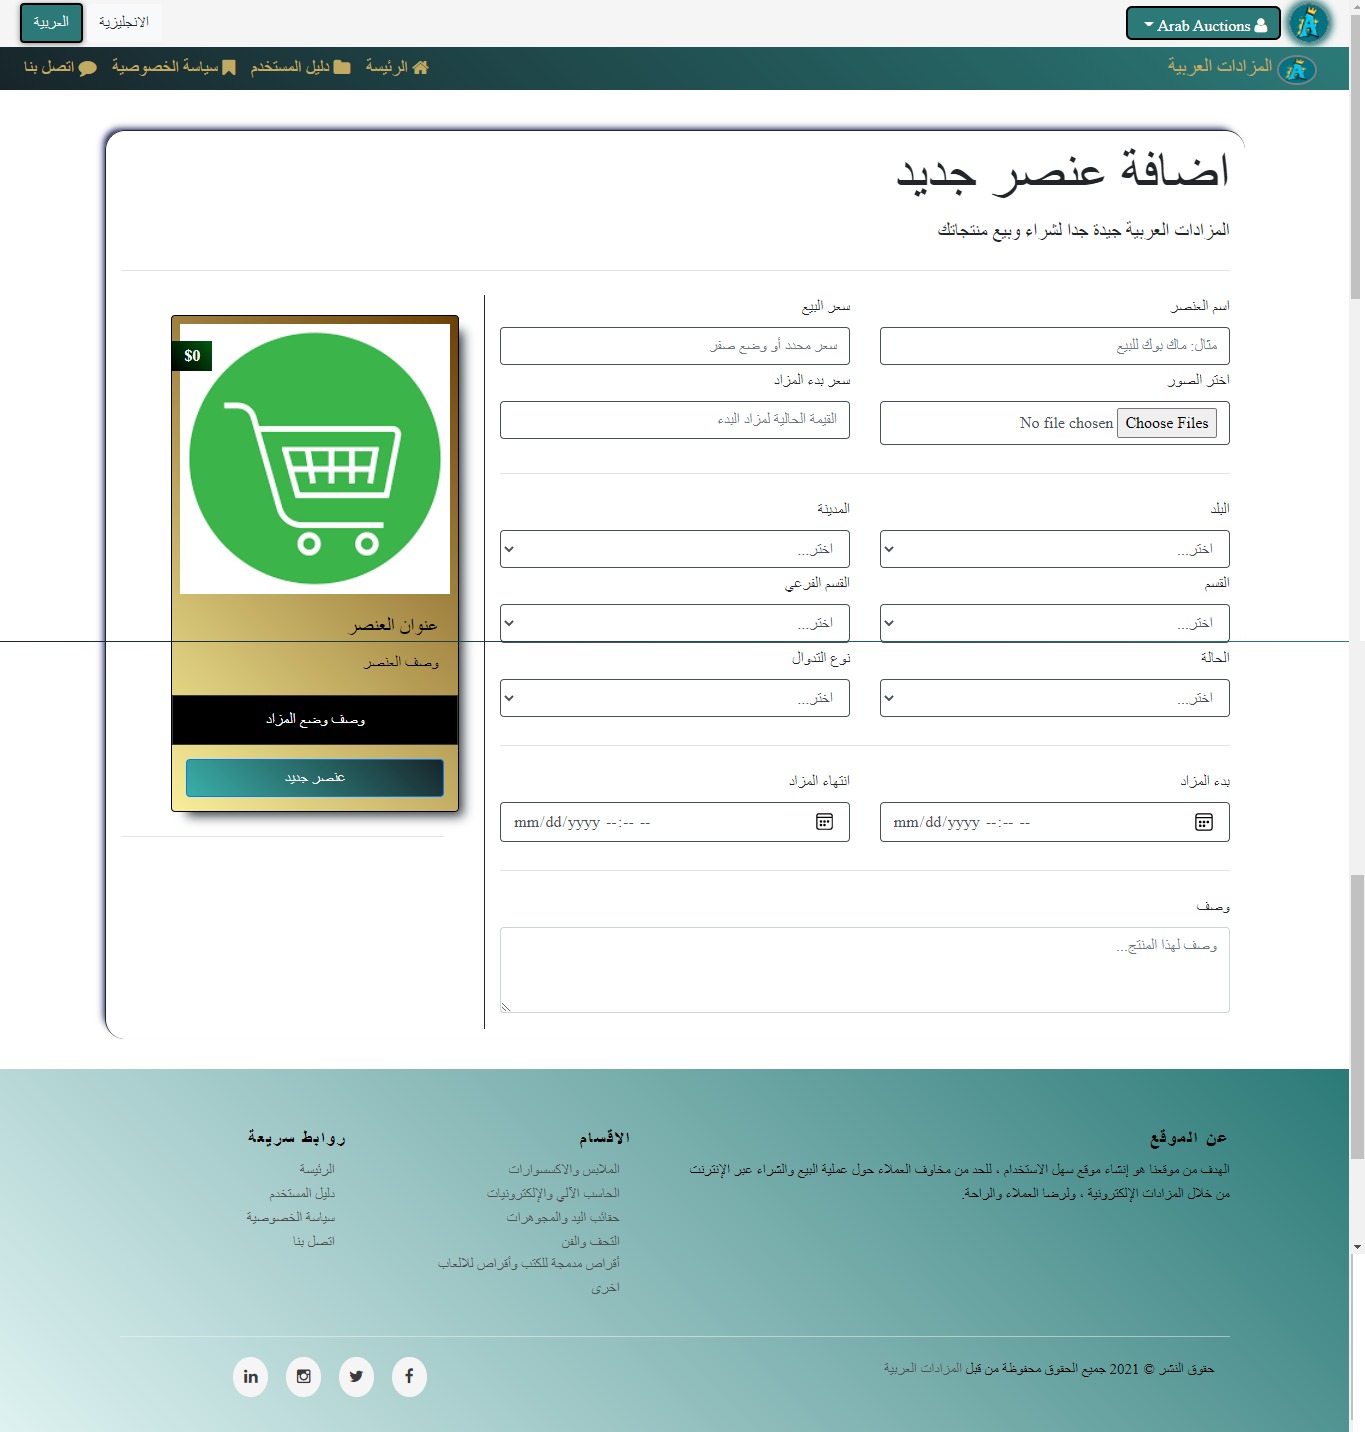 Arab Auctions
الانجليزية
العربية
المزادات العربية
الرئيسة
دليل المستخدم
سياسة الخصوصية
اتصل بنا
اضافة عنصر جديد
المزادات العربية جيدة جدا لشراء وبيع منتجاتك
اسم العنصر
سعر البيع
مثال: ماك بوك للبيع
سعر محدد أو وضع صفر
اختر الصور
سعر بدء المزاد
Choose Files No file chosen
القيمة الحالية لمزاد البدء
البلد
المدينة
اختر...
اختر...
القسم
القسم الفرعي
اختر...
اختر...
الحالة
نوع التدوال
اختر...
اختر...
بدء المزاد
انتهاء المزاد
mm/dd/yyyy --:-- --
mm/dd/yyyy --:-- --
وصف
وصف لهذا المنتج...
$0
عنوان العنصر
وصف العنصر
وصف وضع المزاد
عنصر جديد
عن الموقع
الهدف من موقعنا هو إنشاء موقع سهل الاستخدام ، للحد من مخاوف العملاء حول عملية البيع والشراء عبر الإنترنت
من خلال المزادات الإلكترونية ، ولرضا العملاء والراحة.
الاقسام
الملابس والاكسسوارات
الحاسب الآلي والإلكترونيات
حقائب اليد والمجوهرات
التحف والفن
أقراص مدمجة للكتب وأقراص للالعاب
اخرى
روابط سريعة
الرئيسة
دليل المستخدم
سياسة الخصوصية
اتصل بنا
حقوق النشر © 2021 جميع الحقوق محفوظة من قبل المزادات العربية